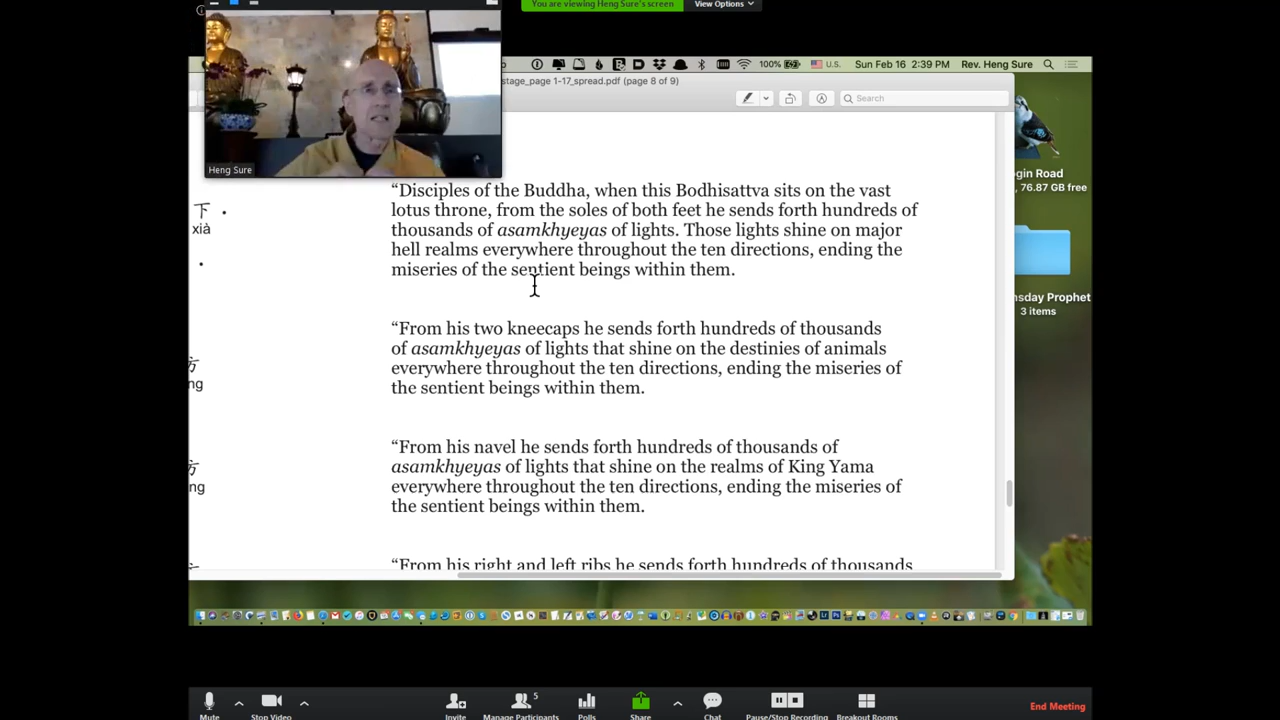 You are viewing Heng Sure's screen
View Options
100%
U.S.
Sun Feb 16 2:39 PM
Rev. Heng Sure
stage_page 1-17_spread.pdf (page 8 of 9)
Search
Heng Sure
gin Road
, 76.87 GB free
下
xià
“Disciples of the Buddha, when this Bodhisattva sits on the vast
lotus throne, from the soles of both feet he sends forth hundreds of
thousands of asamkhyeyas of lights. Those lights shine on major
hell realms everywhere throughout the ten directions, ending the
miseries of the sentient beings within them.
nsday Prophet
3 items
“From his two kneecaps he sends forth hundreds of thousands
of asamkhyeyas of lights that shine on the destinies of animals
everywhere throughout the ten directions, ending the miseries of
the sentient beings within them.
方
ng
“From his navel he sends forth hundreds of thousands of
asamkhyeyas of lights that shine on the realms of King Yama
everywhere throughout the ten directions, ending the miseries of
the sentient beings within them.
方
ng
“From his right and left ribs he sends forth hundreds of thousands
5
Mute
Stop Video
Invite
Manage Participants
Polls
Share
Chat
Pause/Stop Recording
Breakout Rooms
End Meeting